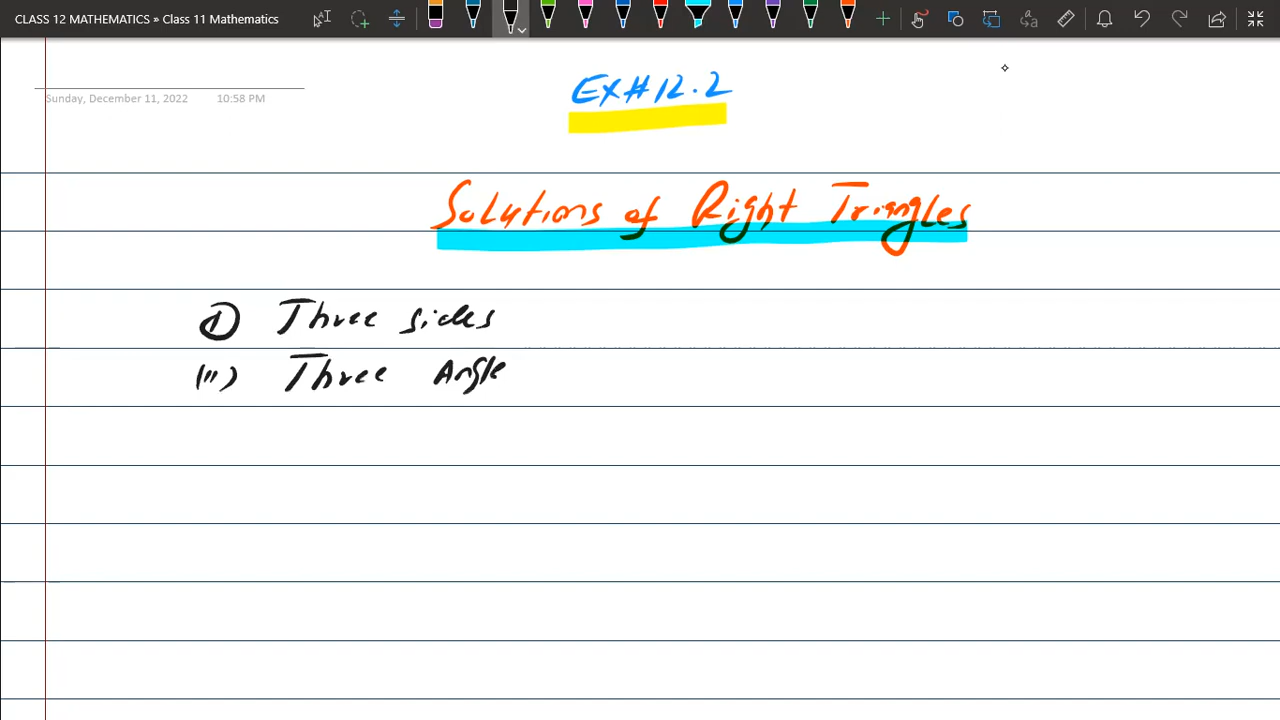 CLASS 12 MATHEMATICS » Class 11 Mathematics
Sunday, December 11, 2022 10:58 PM
EX#12.2
Solutions of Right Triangles
(i) Three sides
(ii) Three Angle